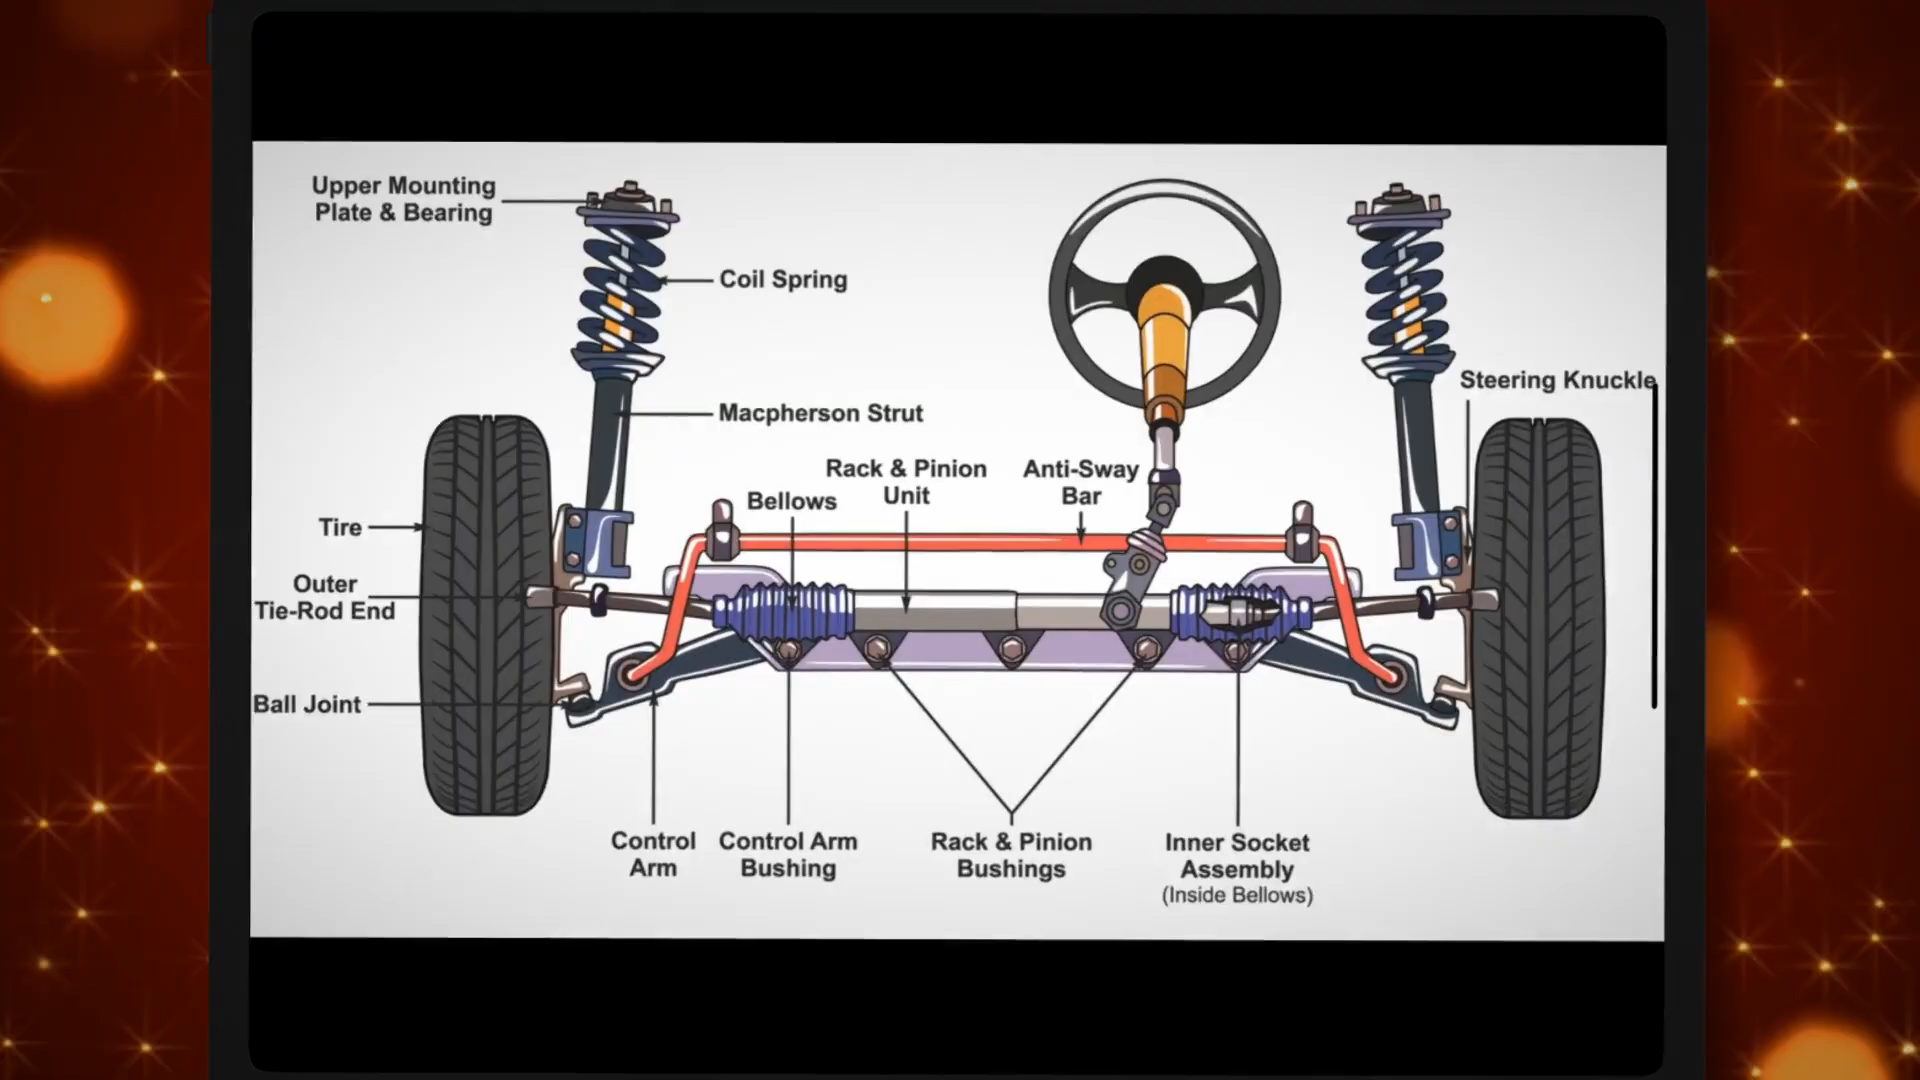 Upper Mounting
Plate & Bearing
Coil Spring
Steering Knuckle
Macpherson Strut
Rack & Pinion
Unit
Anti-Sway
Bar
Bellows
Tire
Outer
Tie-Rod End
Ball Joint
Control
Arm
Control Arm
Bushing
Rack & Pinion
Bushings
Inner Socket
Assembly
(Inside Bellows)